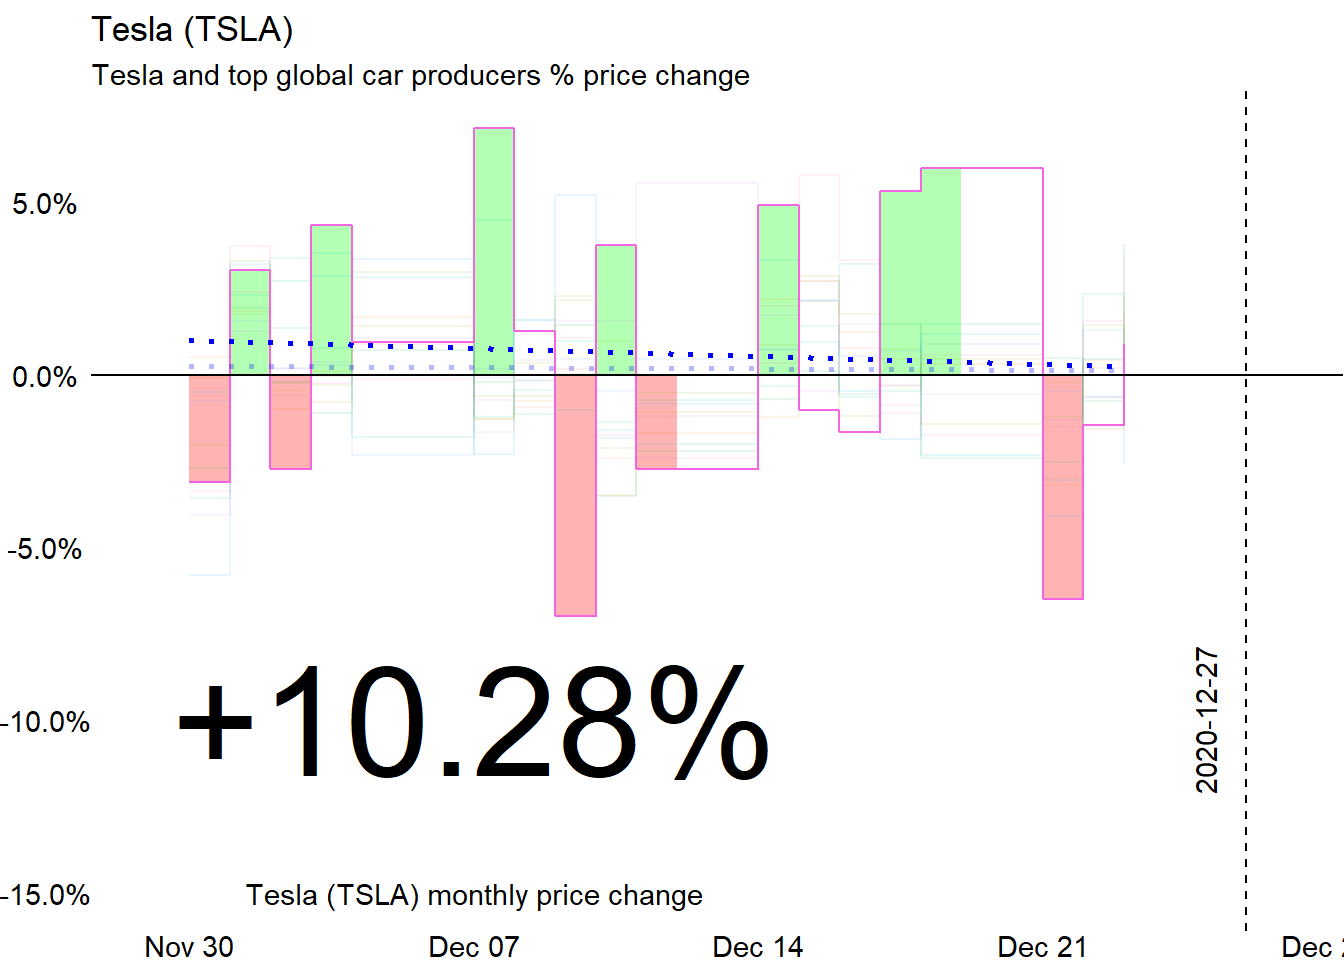 Tesla (TSLA)
Tesla and top global car producers % price change
5.0%
0.0%
-5.0%
-10.0%
-15.0%
+10.28%
2020-12-27
Tesla (TSLA) monthly price change
Nov 30 Dec 07 Dec 14 Dec 21 Dec